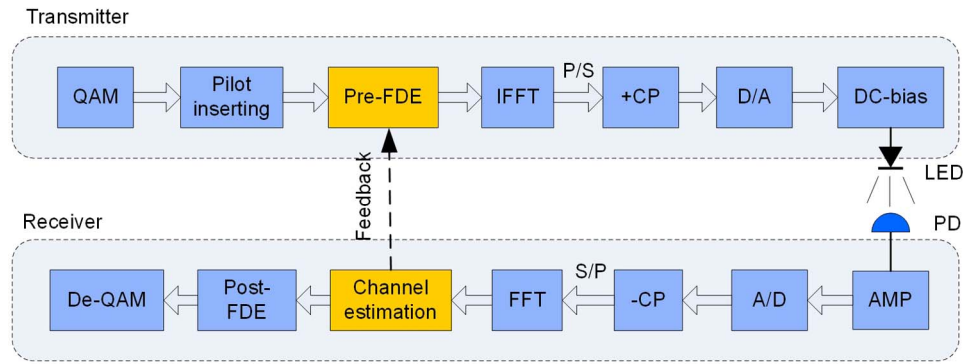 Transmitter
P/S
QAM
Pilot
inserting
Pre-FDE
IFFT
+CP
D/A
DC-bias
Feedback
LED
PD
Receiver
S/P
De-QAM
Post-
FDE
Channel
estimation
FFT
-CP
A/D
AMP